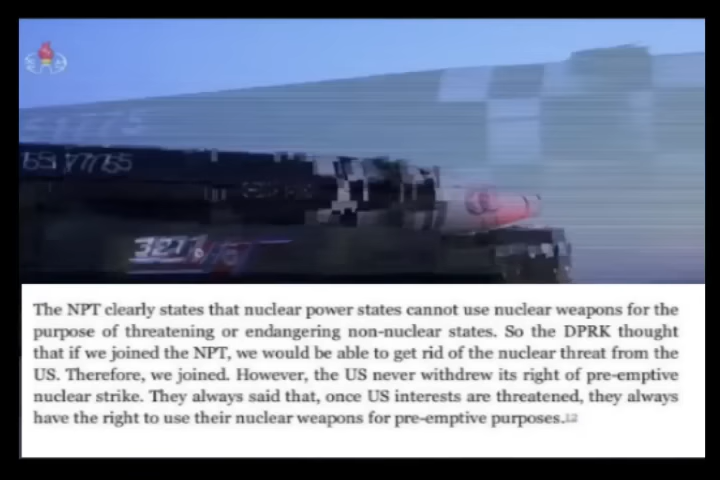 The NPT clearly states that nuclear power states cannot use nuclear weapons for the
purpose of threatening or endangering non-nuclear states. So the DPRK thought
that if we joined the NPT, we would be able to get rid of the nuclear threat from the
US. Therefore, we joined. However, the US never withdrew its right of pre-emptive
nuclear strike. They always said that, once US interests are threatened, they always
have the right to use their nuclear weapons for pre-emptive purposes.12